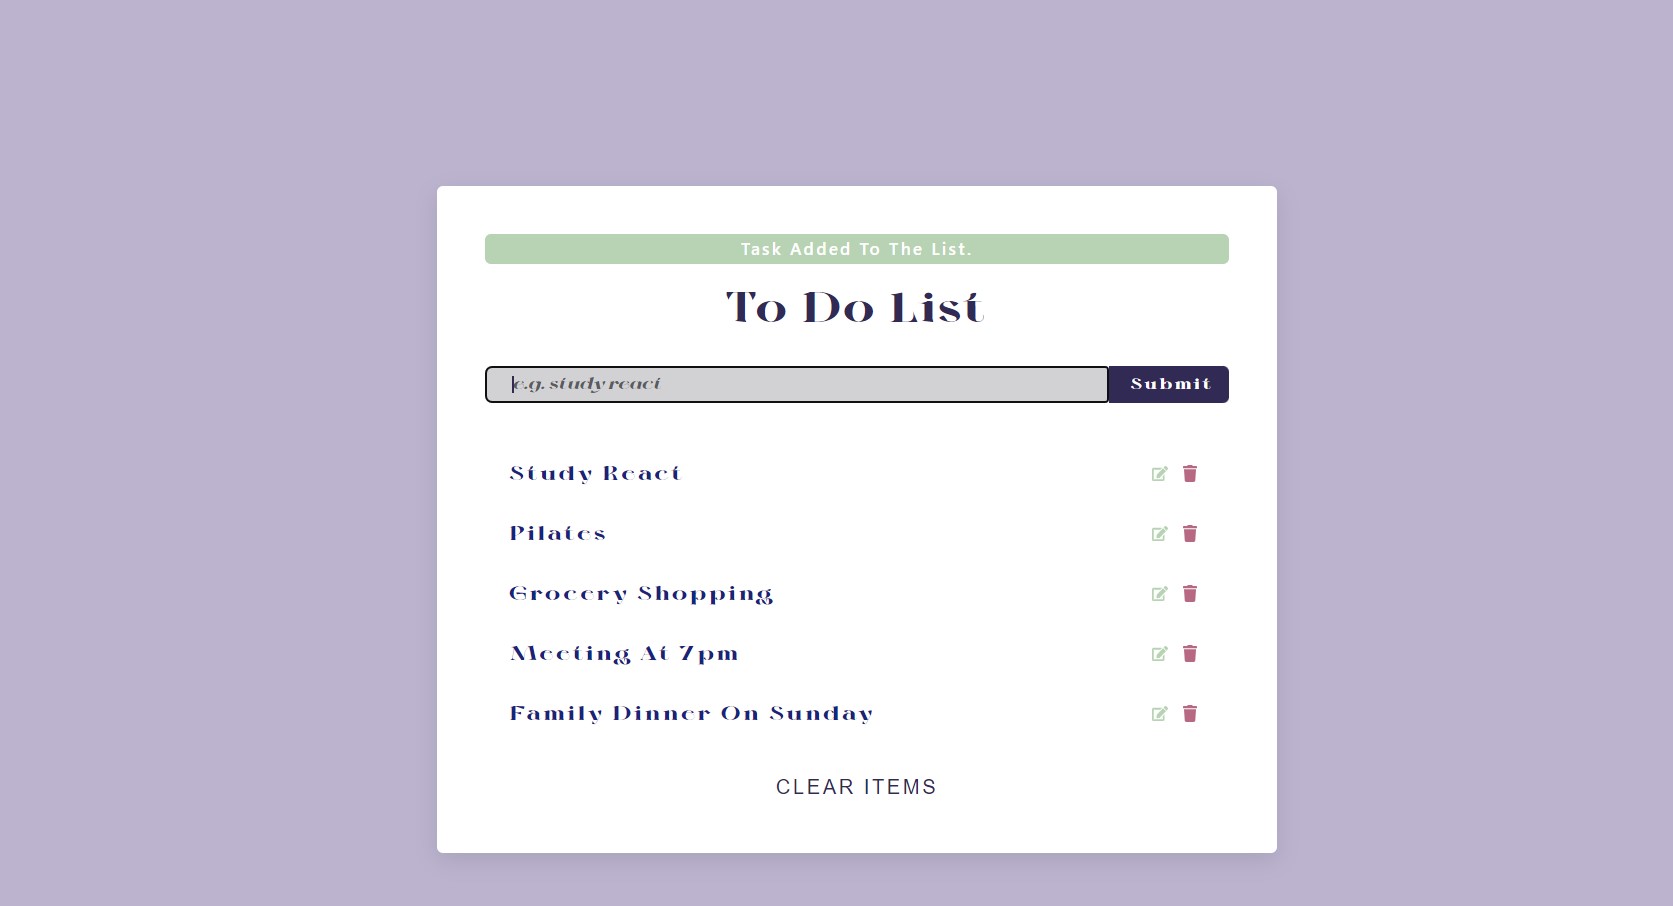 Task Added To The List.
To Do List
e.g. study react
Submit
Study React
Pilates
Grocery Shopping
Meeting At 7pm
Family Dinner On Sunday
CLEAR ITEMS